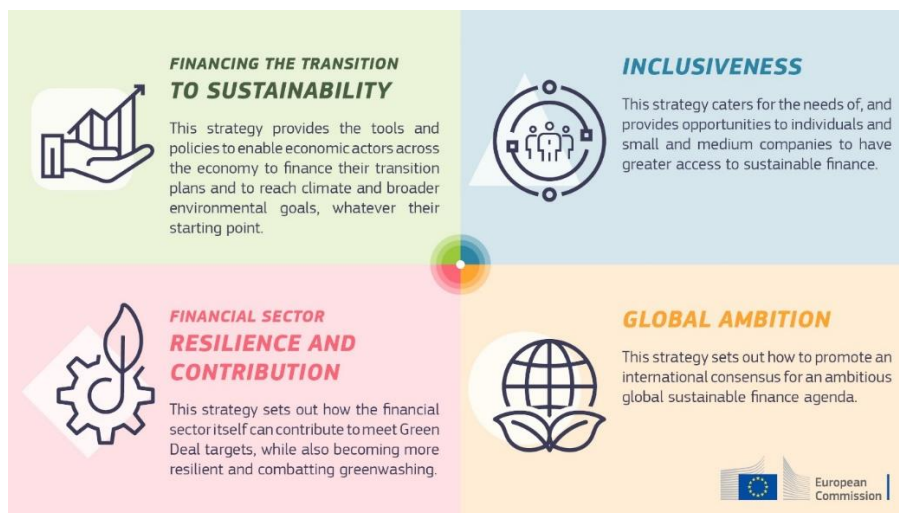 FINANCING THE TRANSITION
TO SUSTAINABILITY
This strategy provides the tools and
policies to enable economic actors across
the economy to finance their transition
plans and to reach climate and broader
environmental goals, whatever their
starting point.
INCLUSIVENESS
This strategy caters for the needs of, and
provides opportunities to individuals and
small and medium companies to have
greater access to sustainable finance.
FINANCIAL SECTOR
RESILIENCE AND
CONTRIBUTION
This strategy sets out how the financial
sector itself can contribute to meet Green
Deal targets, while also becoming more
resilient and combatting greenwashing.
GLOBAL AMBITION
This strategy sets out how to promote an
international consensus for an ambitious
global sustainable finance agenda.
European
Commission